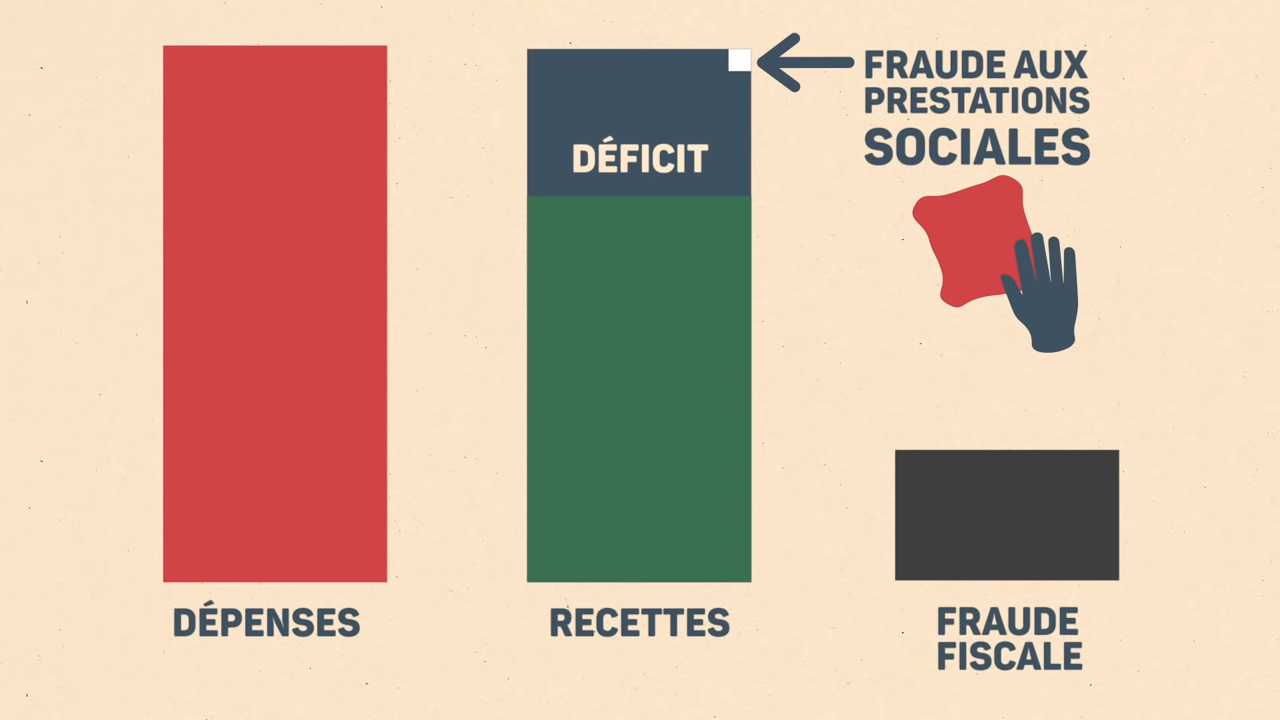 FRAUDE AUX
PRESTATIONS
SOCIALES
DÉFICIT
DÉPENSES
RECETTES
FRAUDE
FISCALE